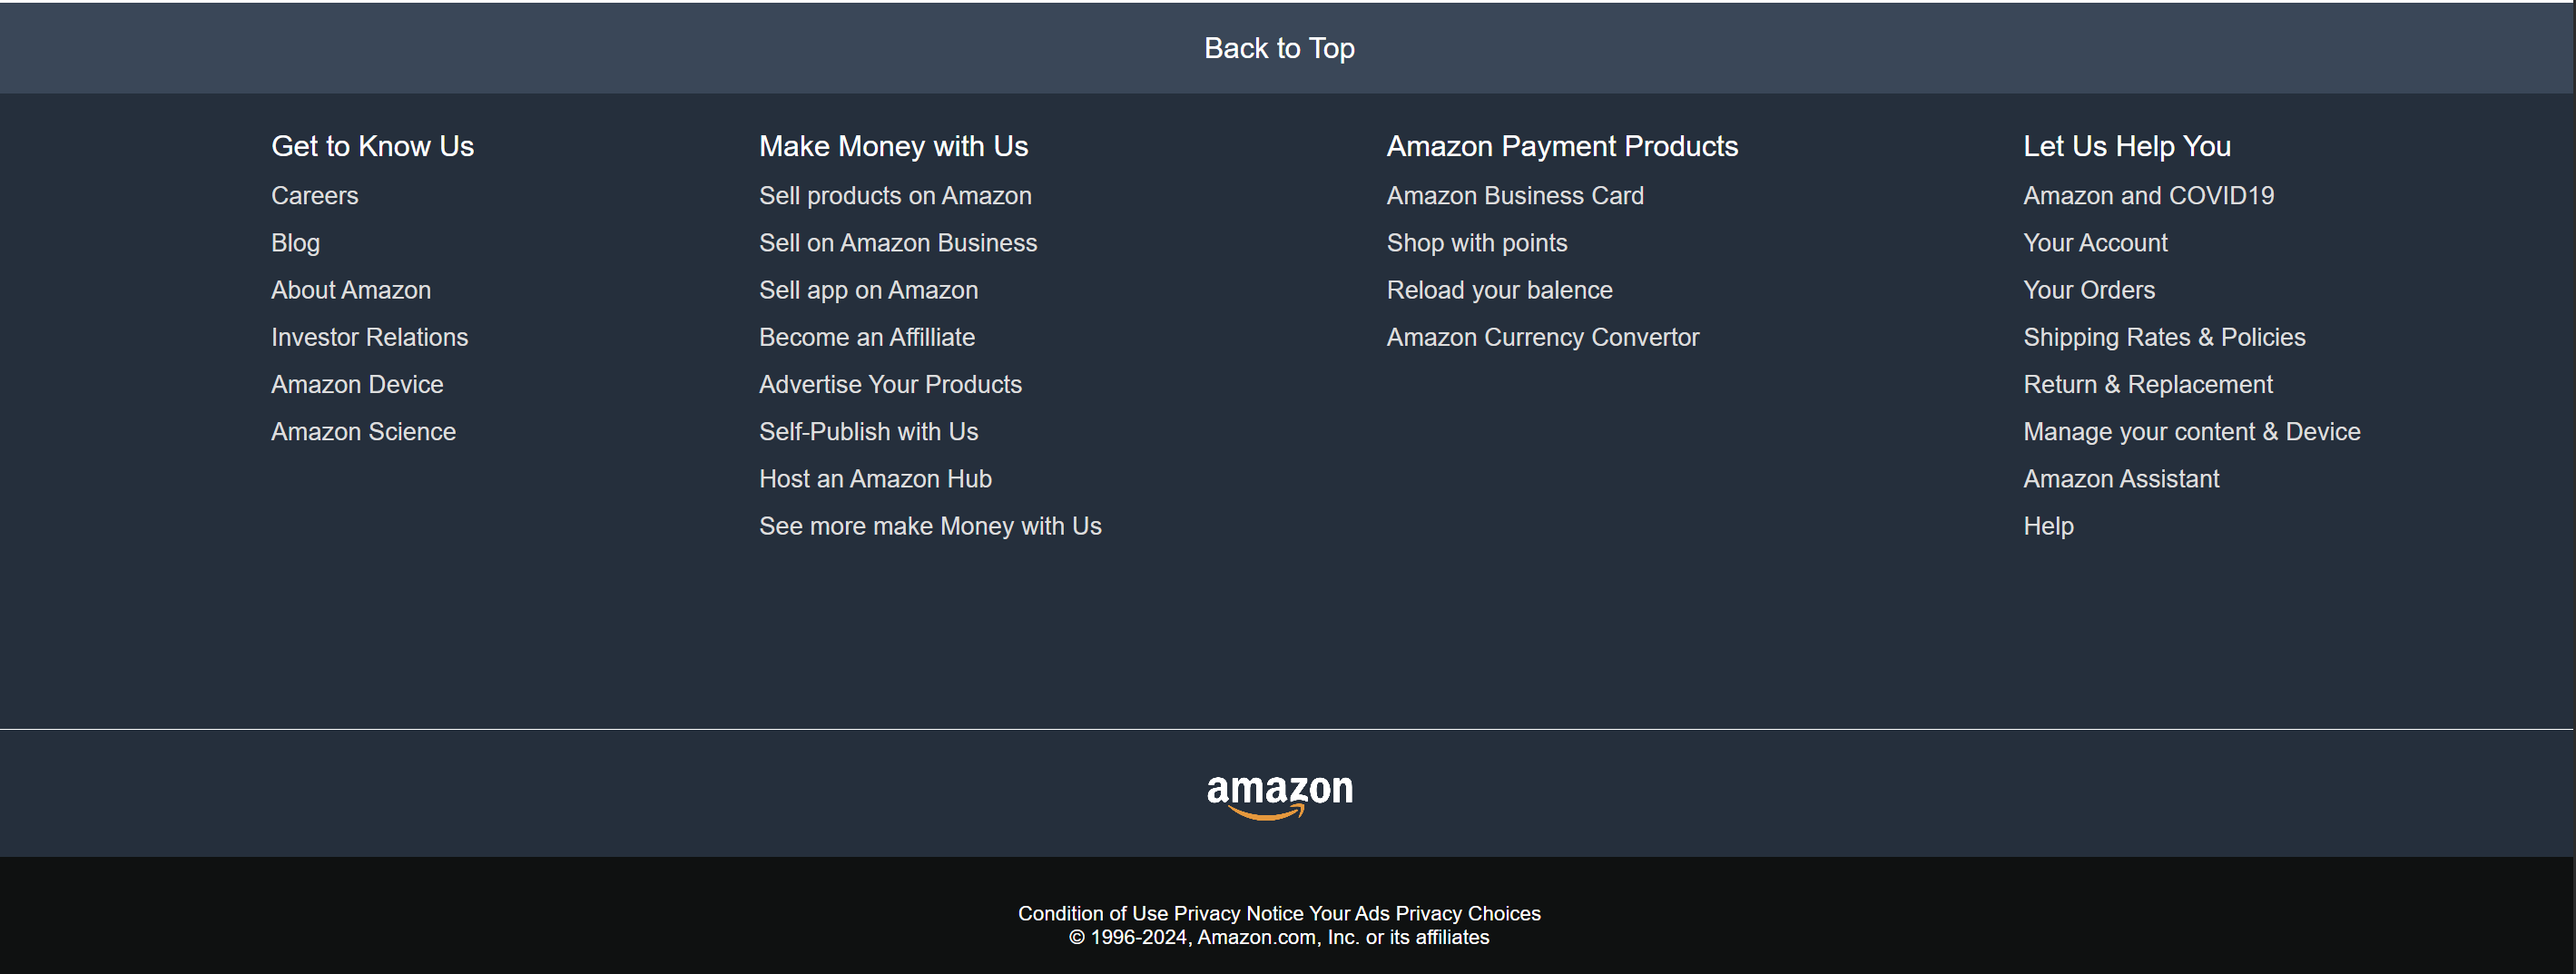 Back to Top
Get to Know Us
Careers
Blog
About Amazon
Investor Relations
Amazon Device
Amazon Science
Make Money with Us
Sell products on Amazon
Sell on Amazon Business
Sell app on Amazon
Become an Affilliate
Advertise Your Products
Self-Publish with Us
Host an Amazon Hub
See more make Money with Us
Amazon Payment Products
Amazon Business Card
Shop with points
Reload your balence
Amazon Currency Convertor
Let Us Help You
Amazon and COVID19
Your Account
Your Orders
Shipping Rates & Policies
Return & Replacement
Manage your content & Device
Amazon Assistant
Help
amazon
Condition of Use Privacy Notice Your Ads Privacy Choices
© 1996-2024, Amazon.com, Inc. or its affiliates